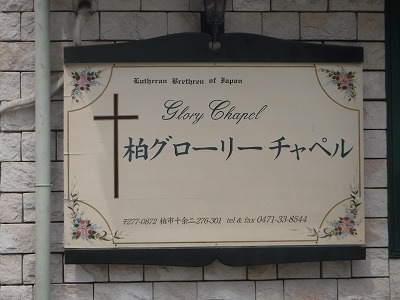 Lutheran Brethren of Japan
Glory Chapel
柏グローリーチャペル
〒277-0872 柏市十余二276-301 tel & fax 0471-33-8544